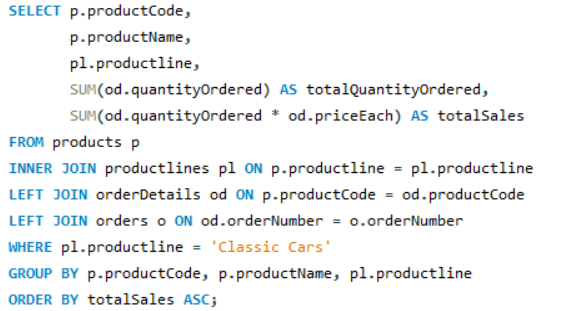 SELECT p.productCode,
p.productName,
pl.productline,
SUM(od.quantityOrdered) AS totalQuantityOrdered,
SUM(od.quantityOrdered * od.priceEach) AS totalSales
FROM products p
INNER JOIN productlines pl ON p.productline = pl.productline
LEFT JOIN orderDetails od ON p.productCode = od.productCode
LEFT JOIN orders o ON od.orderNumber = o.orderNumber
WHERE pl.productline = 'Classic Cars'
GROUP BY p.productCode, p.productName, pl.productline
ORDER BY totalSales ASC;